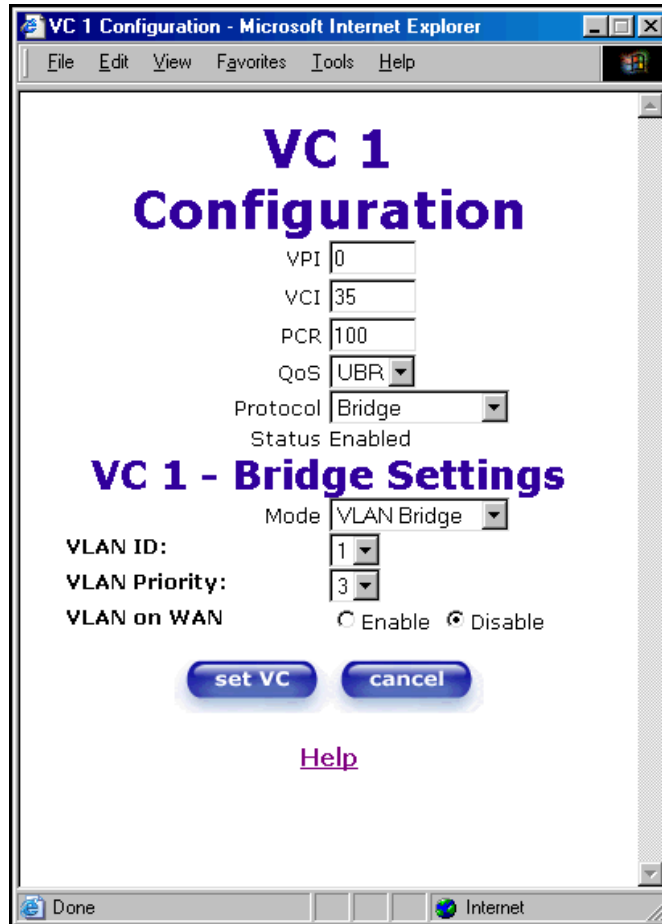 VC 1 Configuration - Microsoft Internet Explorer
File Edit View Favorites Tools Help
VC 1
Configuration
VPI 0
VCI 35
PCR 100
QoS UBR
Protocol Bridge
Status Enabled
VC 1 - Bridge Settings
Mode VLAN Bridge
VLAN ID: 1
VLAN Priority: 3
VLAN on WAN Enable Disable
set VC cancel
Help
Done Internet